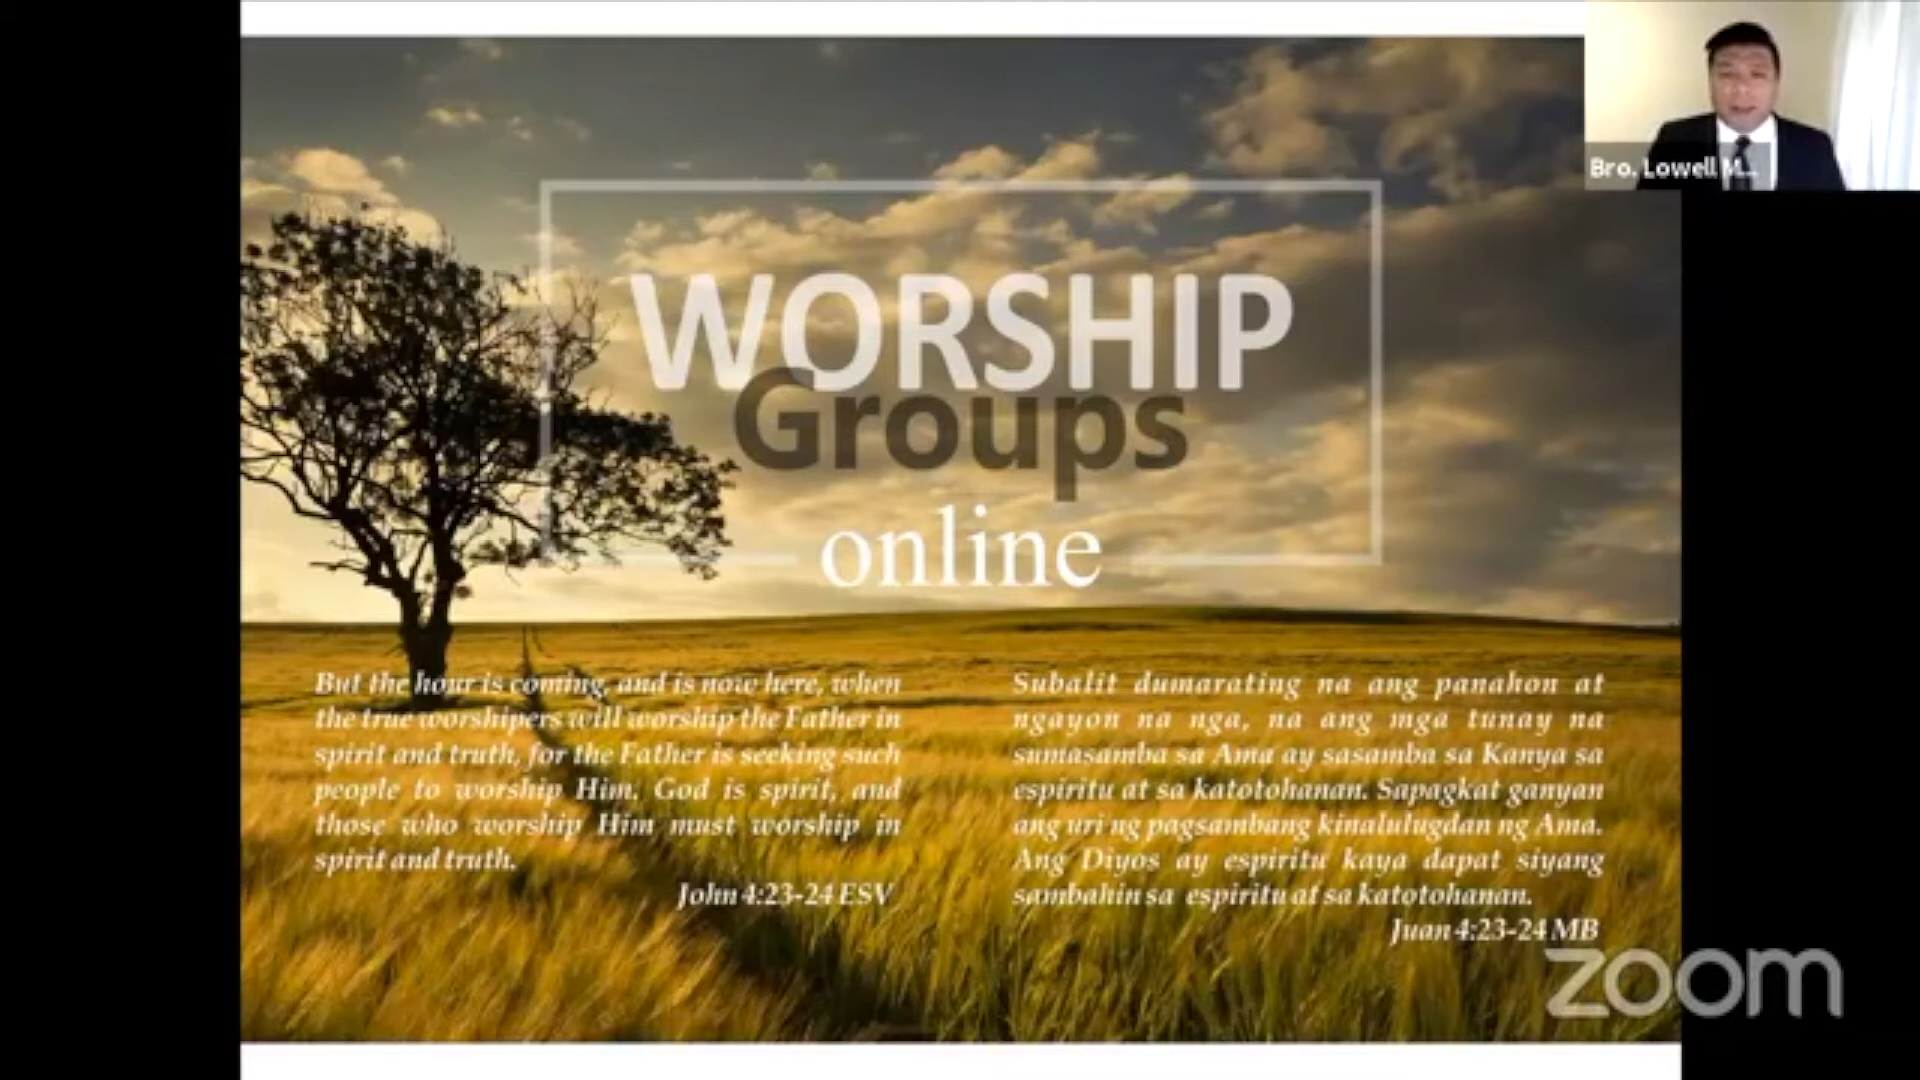 Bro. Lowell M...
WORSHIP
Groups
online
But the hour is coming, and is now here, when
the true worshipers will worship the Father in
spirit and truth, for the Father is seeking such
people to worship Him. God is spirit, and
those who worship Him must worship in
spirit and truth.
John 4:23-24 ESV
Subalit dumarating na ang panahon at
ngayon na nga, na ang mga tunay na
sumasamba sa Ama ay sasamba sa Kanya sa
espiritu at sa katotohanan. Sapagkat ganyan
ang uri ng pagsambang kinalulugdan ng Ama.
Ang Diyos ay espiritu kaya dapat siyang
sambahin sa espiritu at sa katotohanan.
Juan 4:23-24 MB
zoom